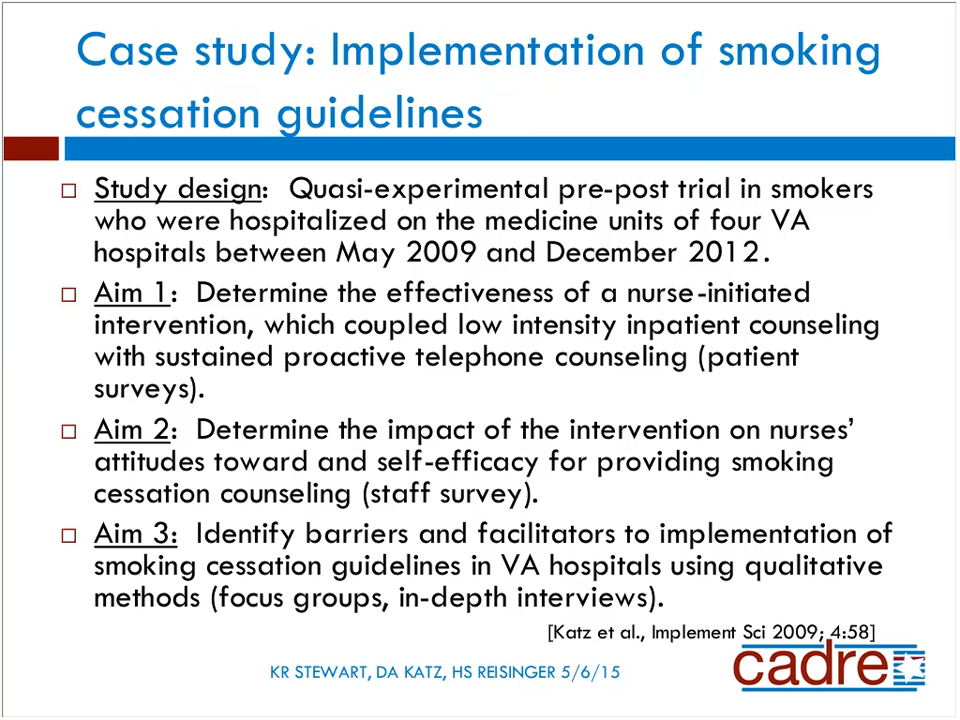 Case study: Implementation of smoking
cessation guidelines
Study design: Quasi-experimental pre-post trial in smokers
who were hospitalized on the medicine units of four VA
hospitals between May 2009 and December 2012.
Aim 1: Determine the effectiveness of a nurse-initiated
intervention, which coupled low intensity inpatient counseling
with sustained proactive telephone counseling (patient
surveys).
Aim 2: Determine the impact of the intervention on nurses’
attitudes toward and self-efficacy for providing smoking
cessation counseling (staff survey).
Aim 3: Identify barriers and facilitators to implementation of
smoking cessation guidelines in VA hospitals using qualitative
methods (focus groups, in-depth interviews).
[Katz et al., Implement Sci 2009; 4:58]
KR STEWART, DA KATZ, HS REISINGER 5/6/15
cadre